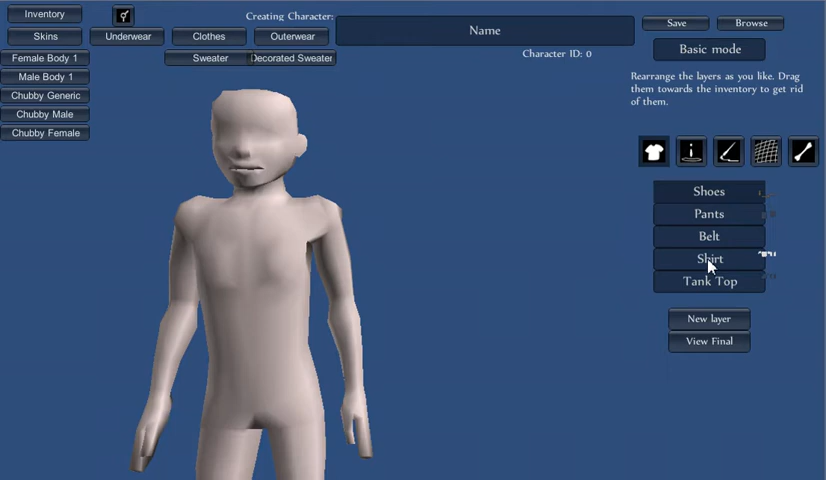 Inventory
Creating Character:
Name
Save
Browse
Skins
Underwear
Clothes
Outerwear
Basic mode
Female Body 1
Sweater
Decorated Sweater
Character ID: 0
Male Body 1
Chubby Generic
Chubby Male
Chubby Female
Rearrange the layers as you like. Drag
them towards the inventory to get rid
of them.
Shoes
Pants
Belt
Shirt
Tank Top
New layer
View Final